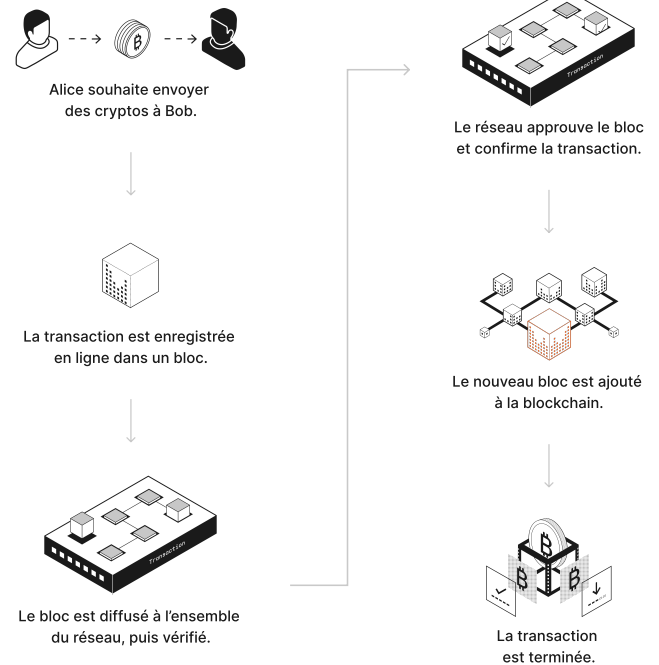 Alice souhaite envoyer
des cryptos à Bob.
La transaction est enregistrée
en ligne dans un bloc.
Transaction
Le bloc est diffusé à l’ensemble
du réseau, puis vérifié.
Transaction
Le réseau approuve le bloc
et confirme la transaction.
Le nouveau bloc est ajouté
à la blockchain.
La transaction
est terminée.